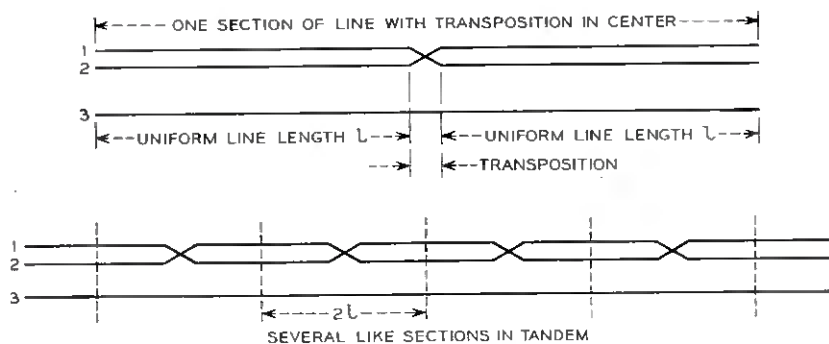 ONE SECTION OF LINE WITH TRANSPOSITION IN CENTER
1
2
3
UNIFORM LINE LENGTH l
UNIFORM LINE LENGTH l
TRANSPOSITION
1
2
3
2l
SEVERAL LIKE SECTIONS IN TANDEM